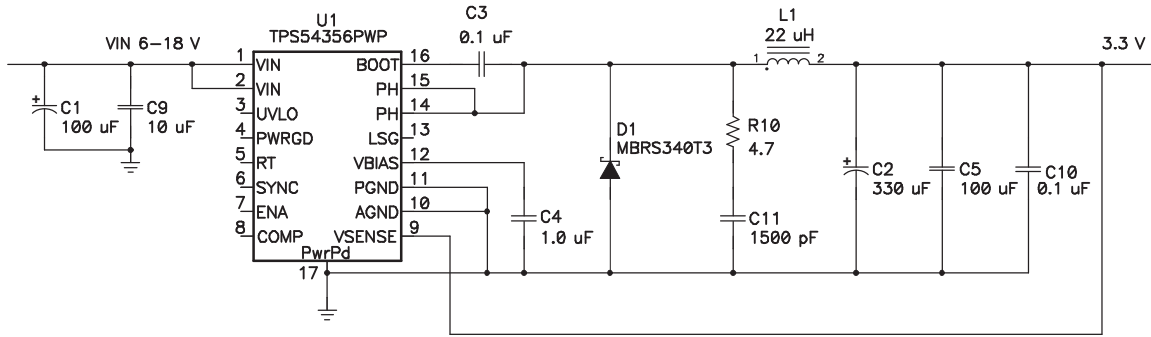 VIN 6-18 V
U1
TPS54356PWP
C3
0.1 uF
L1
22 uH
1
2
3.3 V
1 VIN BOOT 16
2 VIN PH 15
3 UVLO PH 14
4 PWRGD LSG 13
5 RT VBIAS 12
6 SYNC PGND 11
7 ENA AGND 10
8 COMP VSENSE 9
PwrPd
17
+
C1
100 uF
C9
10 uF
C4
1.0 uF
D1
MBRS340T3
R10
4.7
C11
1500 pF
+
C2
330 uF
C5
100 uF
C10
0.1 uF